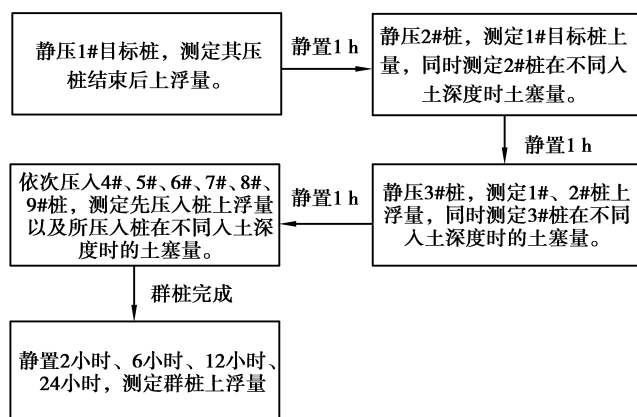 静压1#目标桩，测定其压
桩结束后上浮量。
静置1 h
静压2#桩，测定1#目标桩上
量，同时测定2#桩在不同入
土深度时土塞量。
静置1 h
静压3#桩，测定1#、2#桩上
浮量，同时测定3#桩在不同
入土深度时的土塞量。
静置1 h
依次压入4#、5#、6#、7#、8#、
9#桩，测定先压入桩上浮量
以及所压入桩在不同入土深
度时的土塞量。
群桩完成
静置2小时、6小时、12小时、
24小时，测定群桩上浮量